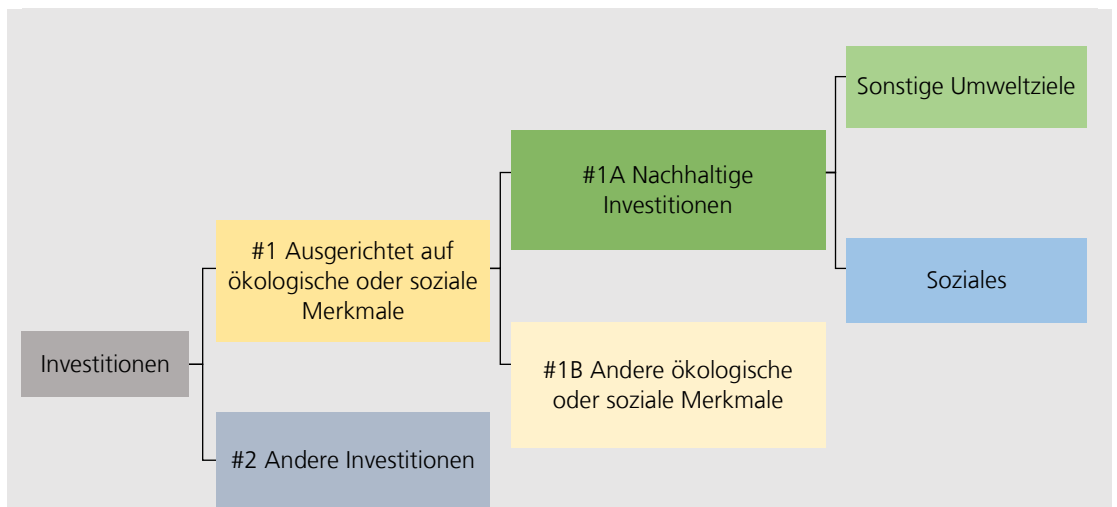 Investitionen
#1 Ausgerichtet auf
ökologische oder soziale
Merkmale
#2 Andere Investitionen
#1A Nachhaltige
Investitionen
#1B Andere ökologische
oder soziale Merkmale
Sonstige Umweltziele
Soziales